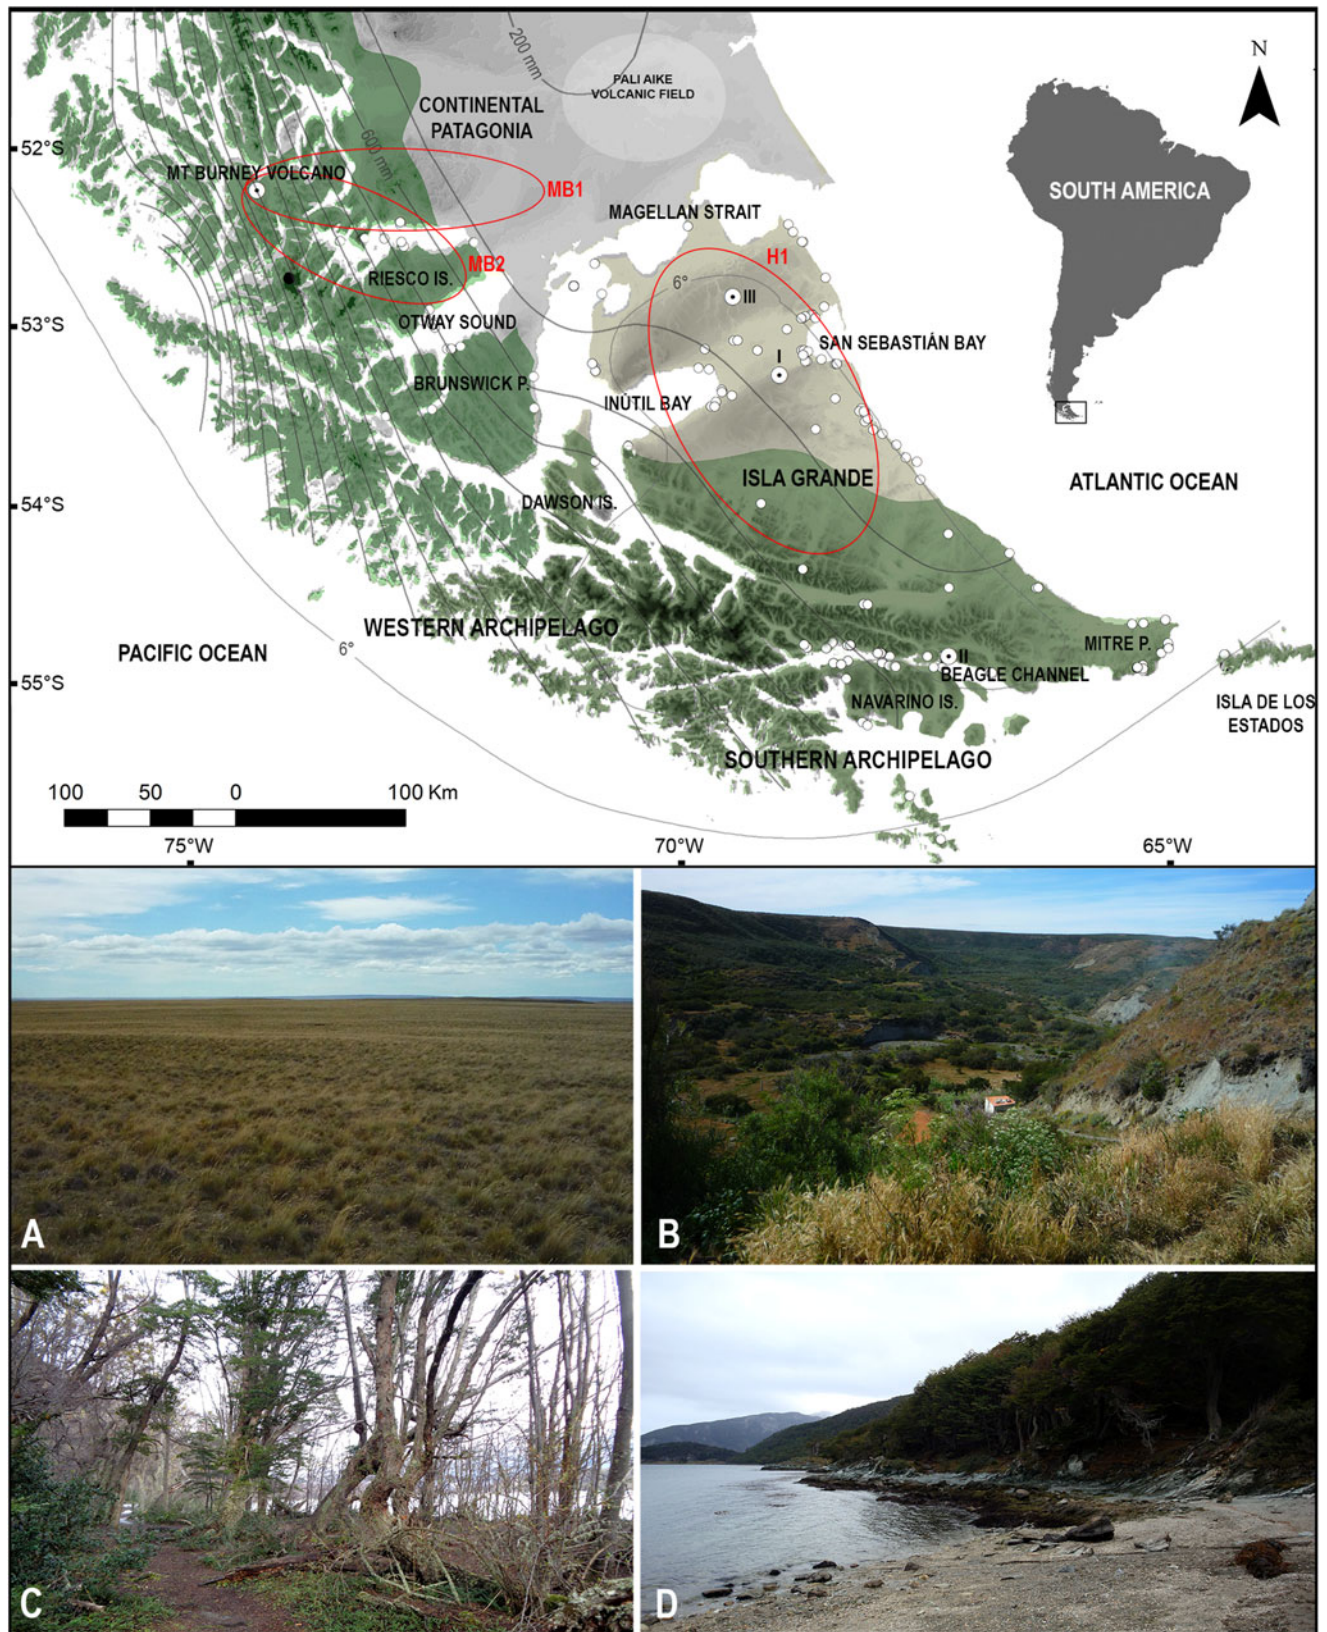 200 mm
PALI AIKE
VOLCANIC FIELD
N
CONTINENTAL
PATAGONIA
600 mm
52°S
MT BURNEY VOLCANO
MB1
SOUTH AMERICA
MAGELLAN STRAIT
H1
MB2
RIESCO IS.
6°
III
53°S
OTWAY SOUND
SAN SEBASTIÁN BAY
I
BRUNSWICK P.
INÚTIL BAY
ISLA GRANDE
ATLANTIC OCEAN
54°S
DAWSON IS.
WESTERN ARCHIPELAGO
PACIFIC OCEAN
6°
MITRE P.
II
BEAGLE CHANNEL
55°S
NAVARINO IS.
ISLA DE LOS
ESTADOS
SOUTHERN ARCHIPELAGO
100 50 0 100 Km
75°W 70°W 65°W
A
B
C
D